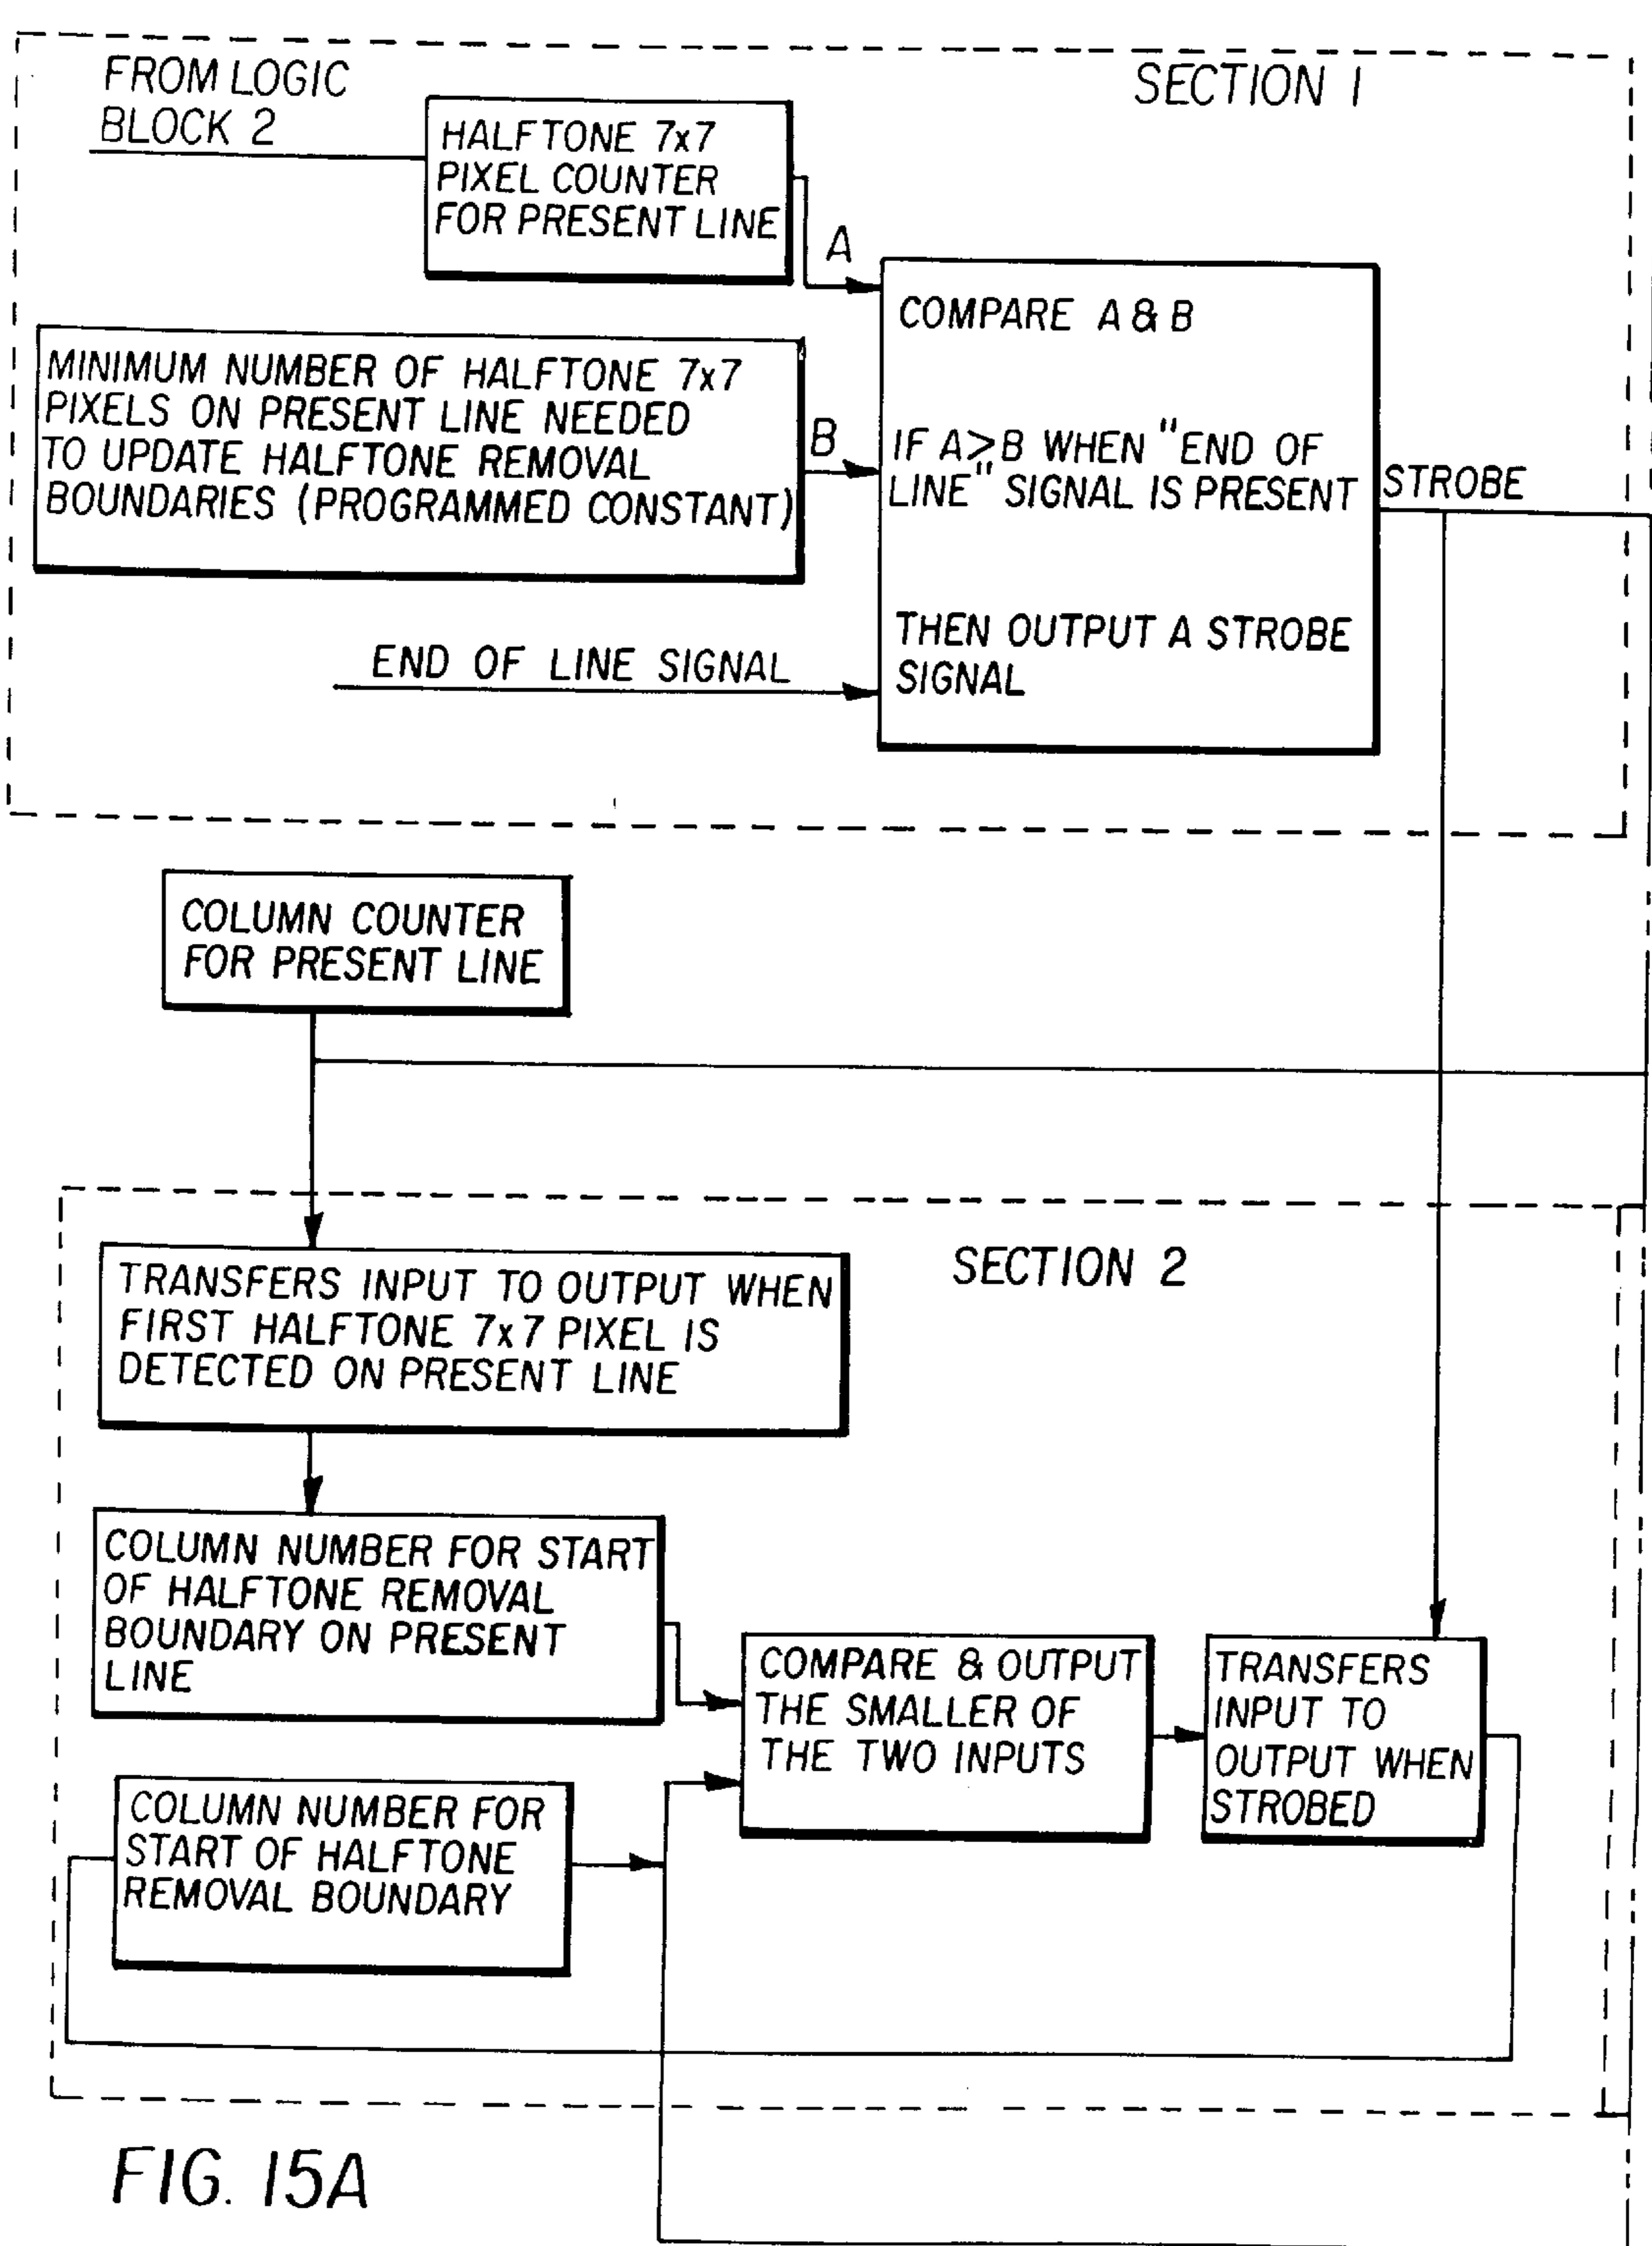 FROM LOGIC
BLOCK 2
SECTION 1
HALFTONE 7x7
PIXEL COUNTER
FOR PRESENT LINE
A
COMPARE A & B
IF A>B WHEN "END OF
LINE" SIGNAL IS PRESENT
THEN OUTPUT A STROBE
SIGNAL
MINIMUM NUMBER OF HALFTONE 7x7
PIXELS ON PRESENT LINE NEEDED
TO UPDATE HALFTONE REMOVAL
BOUNDARIES (PROGRAMMED CONSTANT)
B
STROBE
END OF LINE SIGNAL
COLUMN COUNTER
FOR PRESENT LINE
SECTION 2
TRANSFERS INPUT TO OUTPUT WHEN
FIRST HALFTONE 7x7 PIXEL IS
DETECTED ON PRESENT LINE
COLUMN NUMBER FOR START
OF HALFTONE REMOVAL
BOUNDARY ON PRESENT
LINE
COMPARE & OUTPUT
THE SMALLER OF
THE TWO INPUTS
TRANSFERS
INPUT TO
OUTPUT WHEN
STROBED
COLUMN NUMBER FOR
START OF HALFTONE
REMOVAL BOUNDARY
FIG. 15A